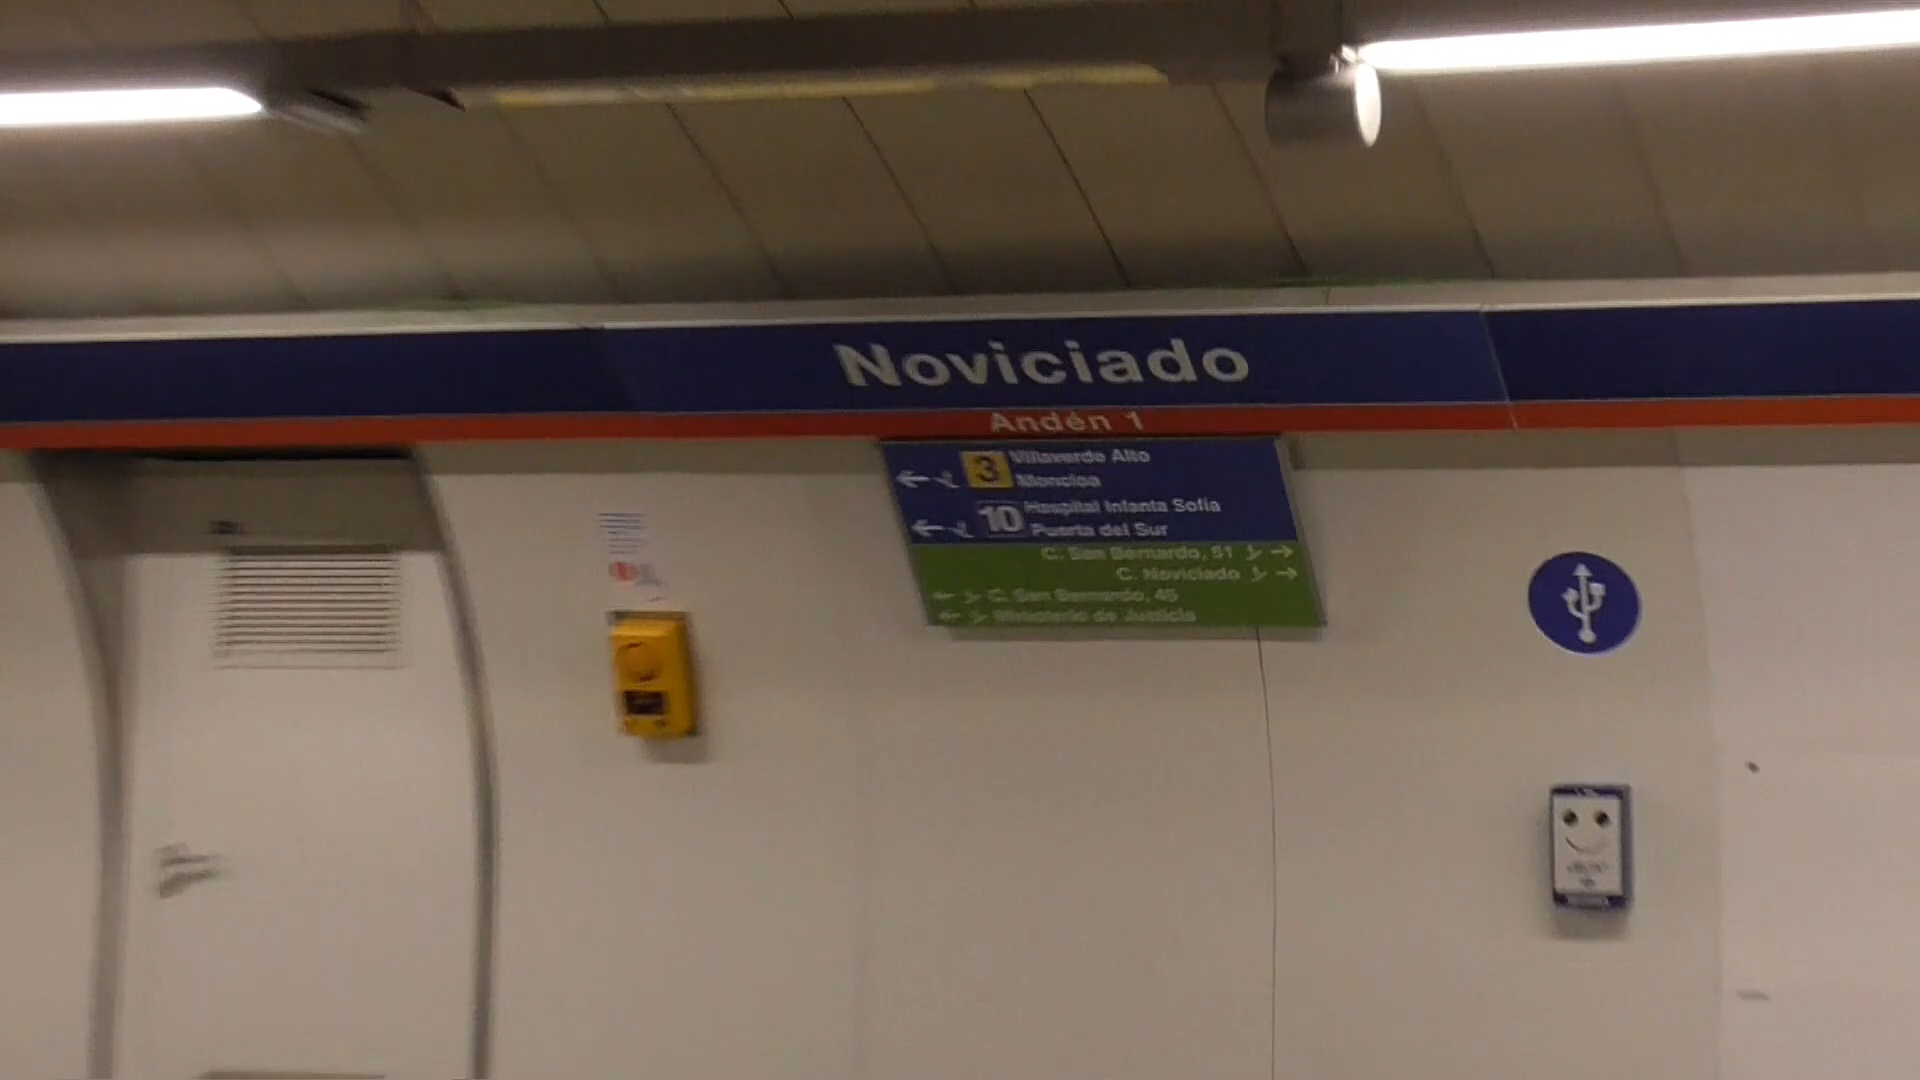 Noviciado
Andén 1
3 Villaverde Alto
Moncloa
10 Hospital Infanta Sofía
Puerta del Sur
C. San Bernardo, 51
C. Noviciado
C. San Bernardo, 45
Ministerio de Justicia